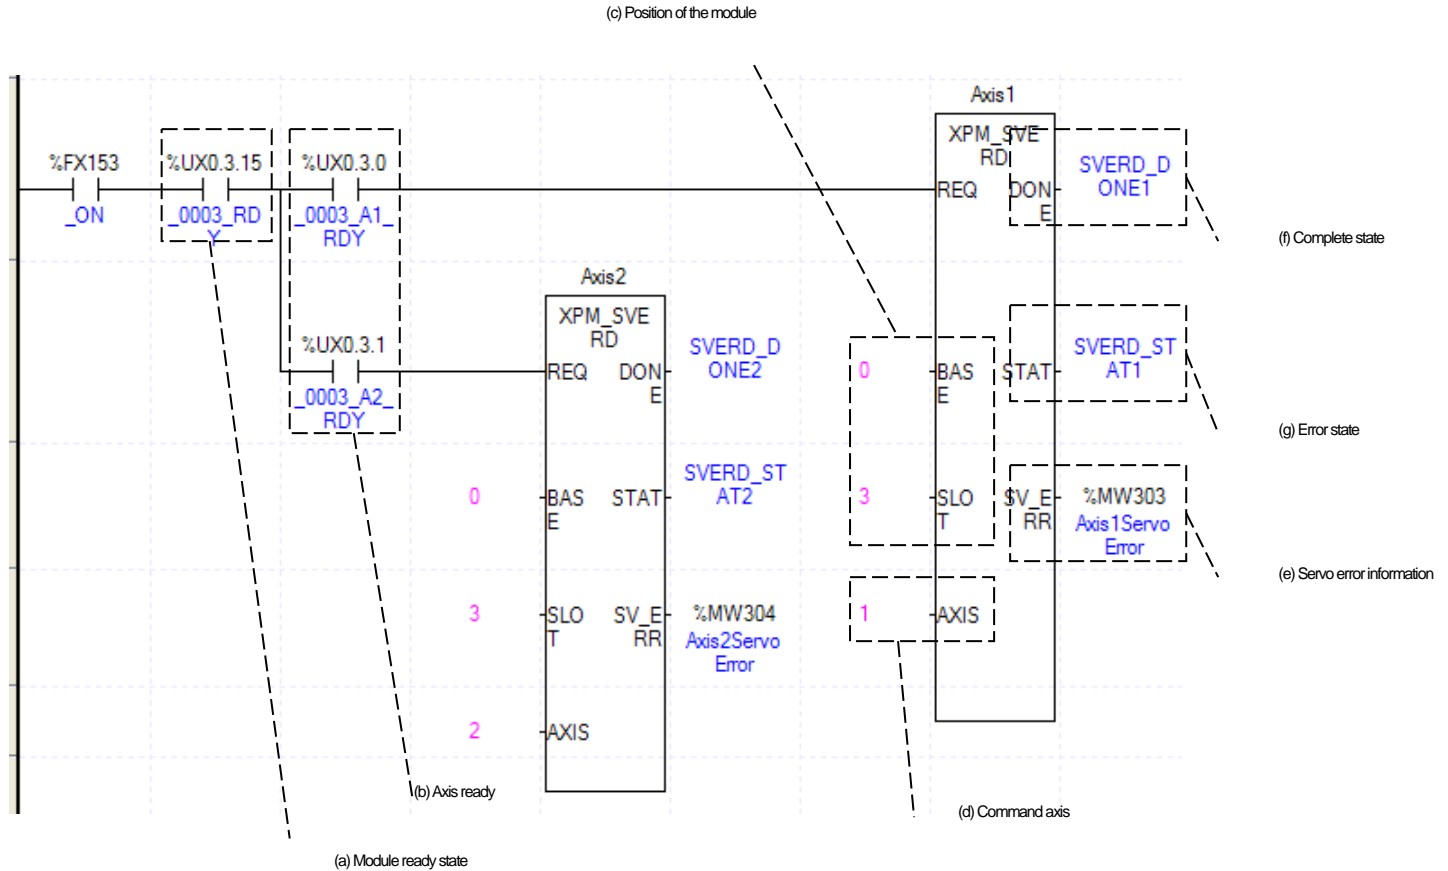 (c) Position of the module
Axis1
XPM_SVE
RD
%FX153
_ON
%UX0.3.15
_0003_RD
Y
%UX0.3.0
_0003_A1_
RDY
REQ
DON
E
SVERD_D
ONE1
(f) Complete state
Axis2
XPM_SVE
RD
%UX0.3.1
_0003_A2_
RDY
REQ
DON
E
SVERD_D
ONE2
0
BAS
E
STAT
SVERD_ST
AT1
(g) Error state
0
BAS
E
STAT
SVERD_ST
AT2
3
SLO
T
SV_E
RR
%MW303
Axis1Servo
Error
(e) Servo error information
3
SLO
T
SV_E
RR
%MW304
Axis2Servo
Error
1
AXIS
2
AXIS
(b) Axis ready
(d) Command axis
(a) Module ready state